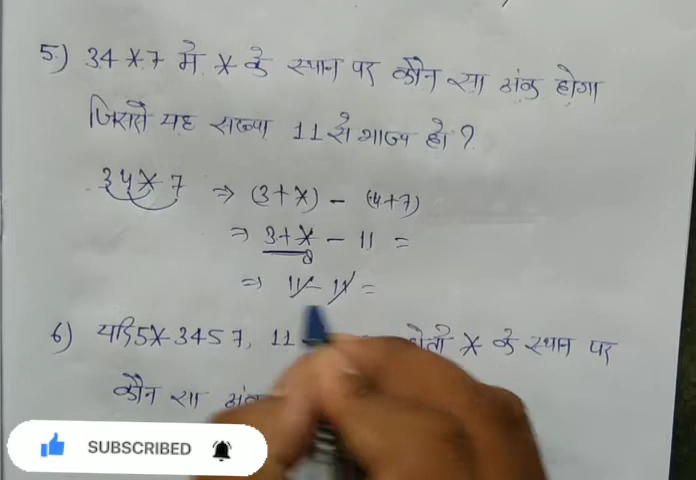 5.) 34*7 में * के स्थान पर कौन सा अंक होगा
जिससे यह संख्या 11 से भाज्य हो ?
34*7 ⇒ (3+*) - (4+7)
⇒ 3+* - 11 =
8
⇒ 11 - 11 =
6) यदि 5*3457, 11 * के स्थान पर
कौन सा अंक
SUBSCRIBED